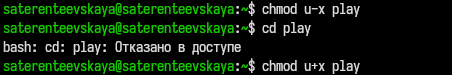 saterenteevskaya@saterenteevskaya:~$ chmod u-x play
saterenteevskaya@saterenteevskaya:~$ cd play
bash: cd: play: Отказано в доступе
saterenteevskaya@saterenteevskaya:~$ chmod u+x play